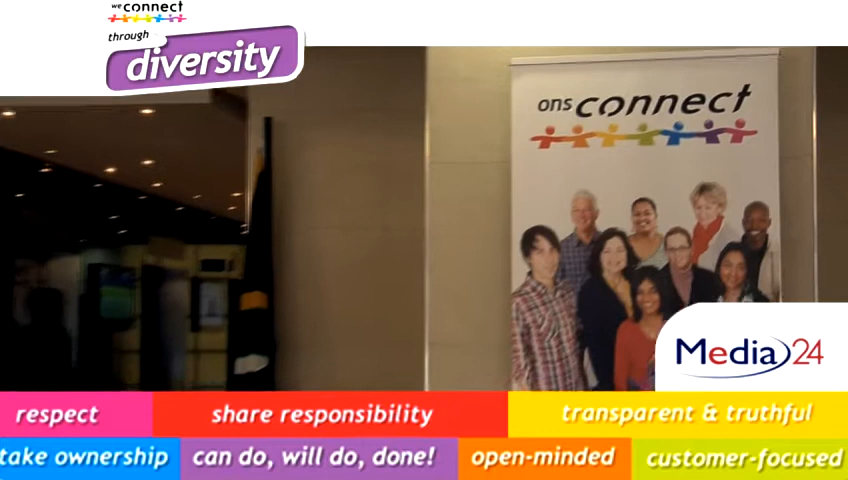 we connect
through
diversity
ons connect
Media24
respect
share responsibility
transparent & truthful
take ownership
can do, will do, done!
open-minded
customer-focused